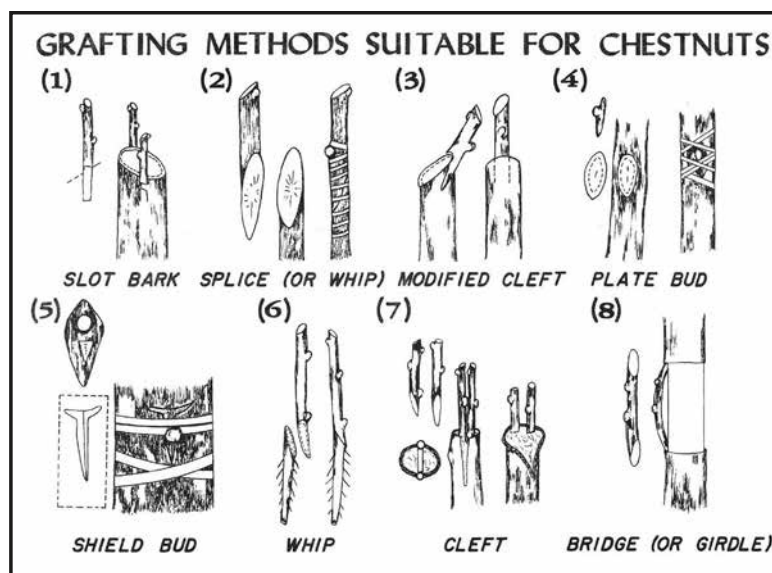 GRAFTING METHODS SUITABLE FOR CHESTNUTS
(1) (2) (3) (4)
SLOT BARK SPLICE (OR WHIP) MODIFIED CLEFT PLATE BUD
(5) (6) (7) (8)
SHIELD BUD WHIP CLEFT BRIDGE (OR GIRDLE)